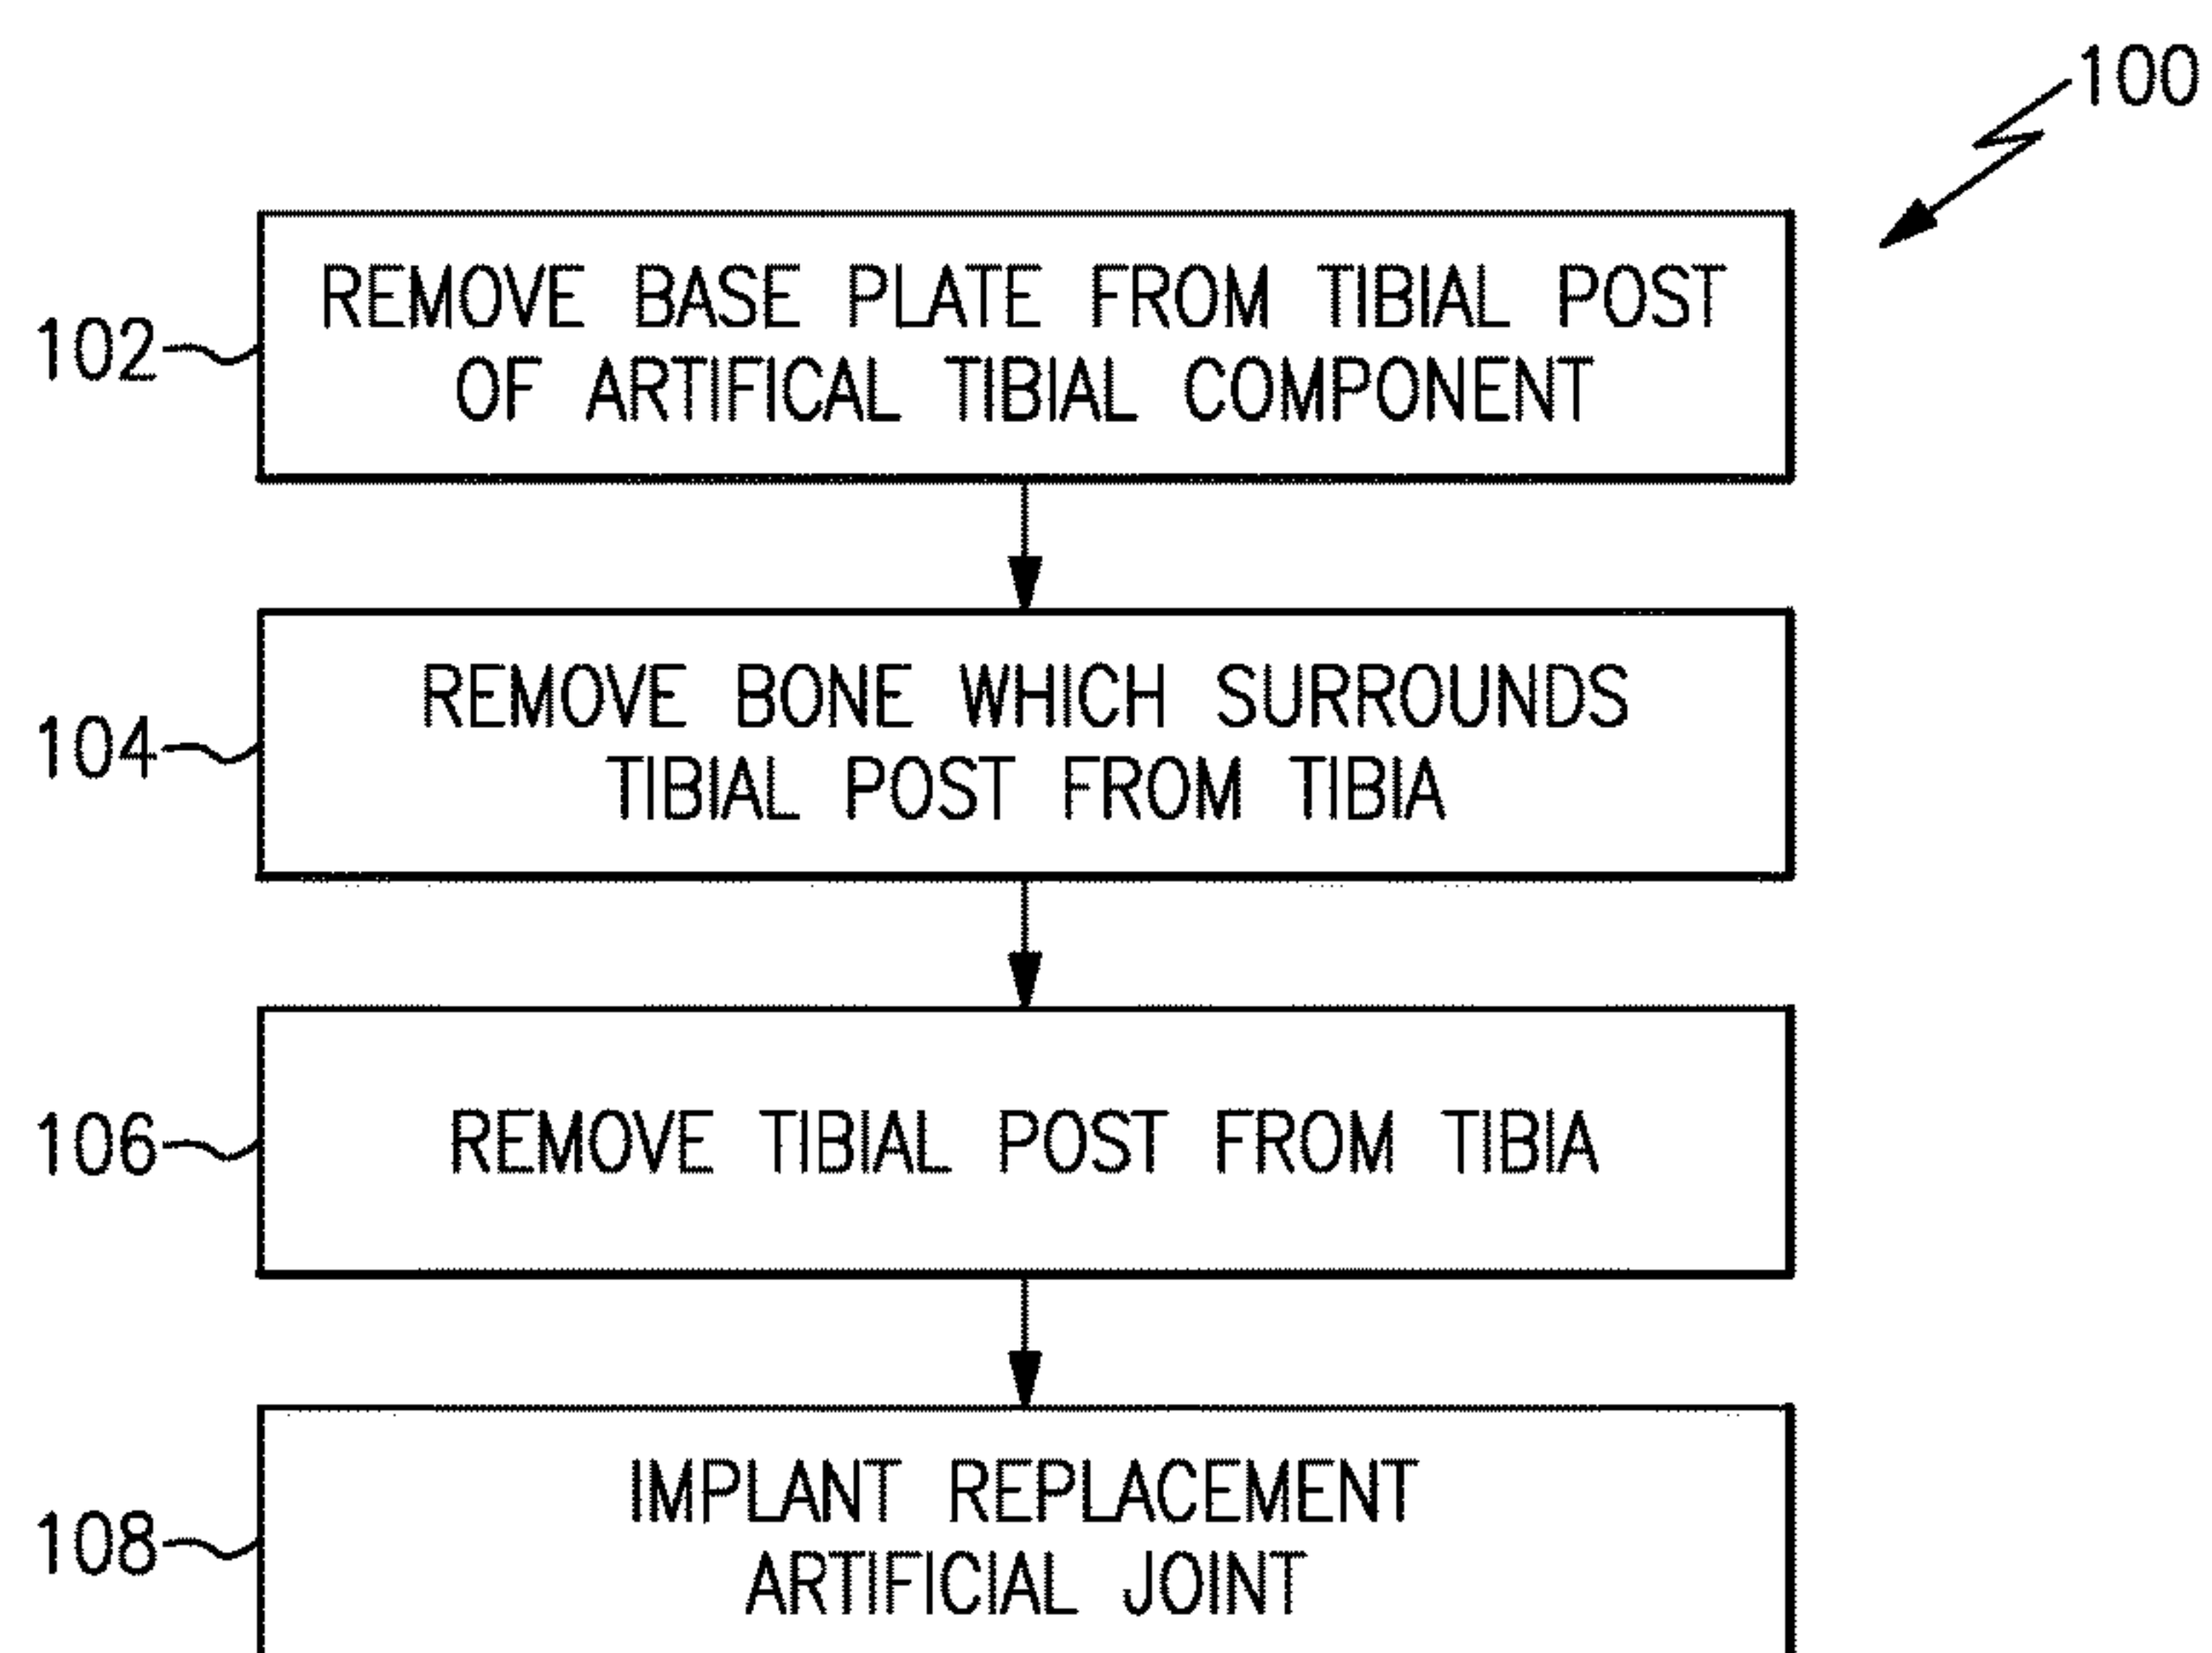 100
102
REMOVE BASE PLATE FROM TIBIAL POST
OF ARTIFICAL TIBIAL COMPONENT
104
REMOVE BONE WHICH SURROUNDS
TIBIAL POST FROM TIBIA
106
REMOVE TIBIAL POST FROM TIBIA
108
IMPLANT REPLACEMENT
ARTIFICIAL JOINT